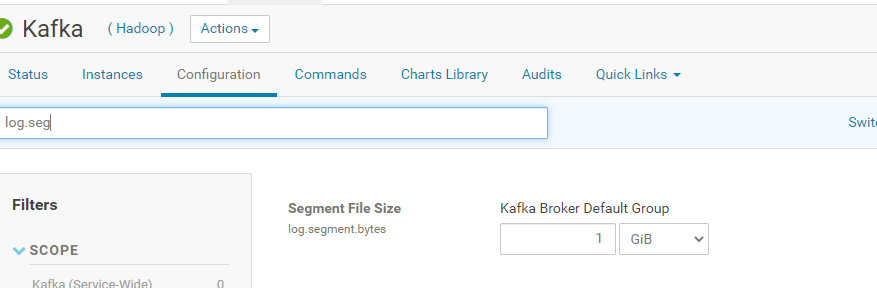 Kafka ( Hadoop ) Actions
Status Instances Configuration Commands Charts Library Audits Quick Links
log.seg
Filters
Segment File Size Kafka Broker Default Group
log.segment.bytes 1 GiB
SCOPE
Kafka (Service-Wide) 0